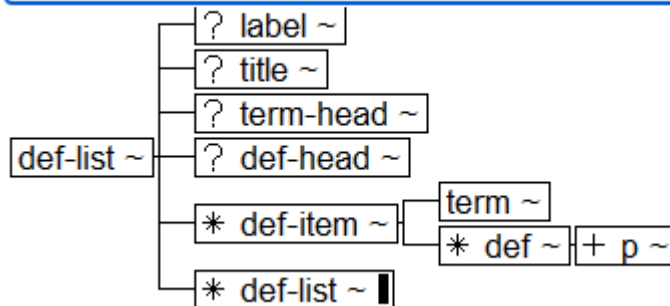 ? label ~
? title ~
? term-head ~
def-list ~ ? def-head ~
term ~
* def-item ~
* def ~ + p ~
* def-list ~